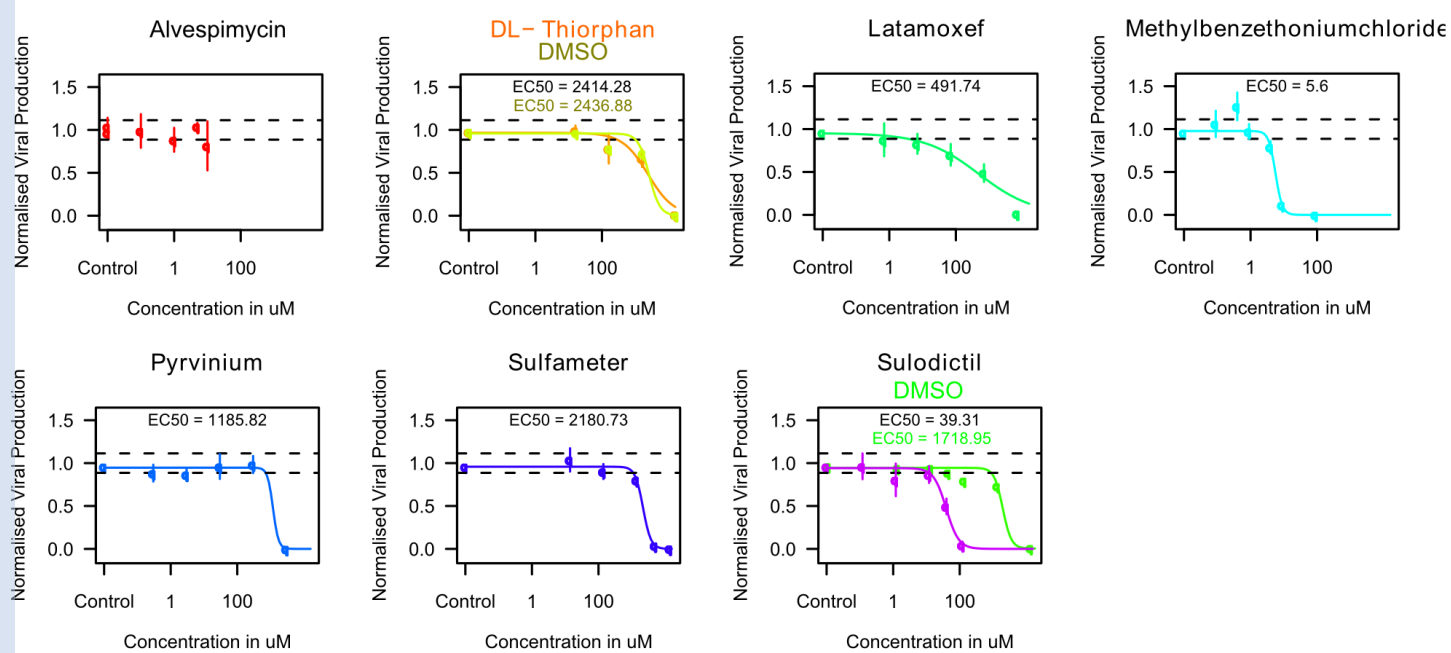 Alvespimycin
Normalised Viral Production
1.5
1.0
0.5
0.0
Control 1 100
Concentration in uM
DL− Thiorphan
DMSO
Normalised Viral Production
EC50 = 2414.28
EC50 = 2436.88
1.5
1.0
0.5
0.0
Control 1 100
Concentration in uM
Latamoxef
Normalised Viral Production
EC50 = 491.74
1.5
1.0
0.5
0.0
Control 1 100
Concentration in uM
Methylbenzethoniumchloride
Normalised Viral Production
EC50 = 5.6
1.5
1.0
0.5
0.0
Control 1 100
Concentration in uM
Pyrvinium
Normalised Viral Production
EC50 = 1185.82
1.5
1.0
0.5
0.0
Control 1 100
Concentration in uM
Sulfameter
Normalised Viral Production
EC50 = 2180.73
1.5
1.0
0.5
0.0
Control 1 100
Concentration in uM
Sulodictil
DMSO
Normalised Viral Production
EC50 = 39.31
EC50 = 1718.95
1.5
1.0
0.5
0.0
Control 1 100
Concentration in uM